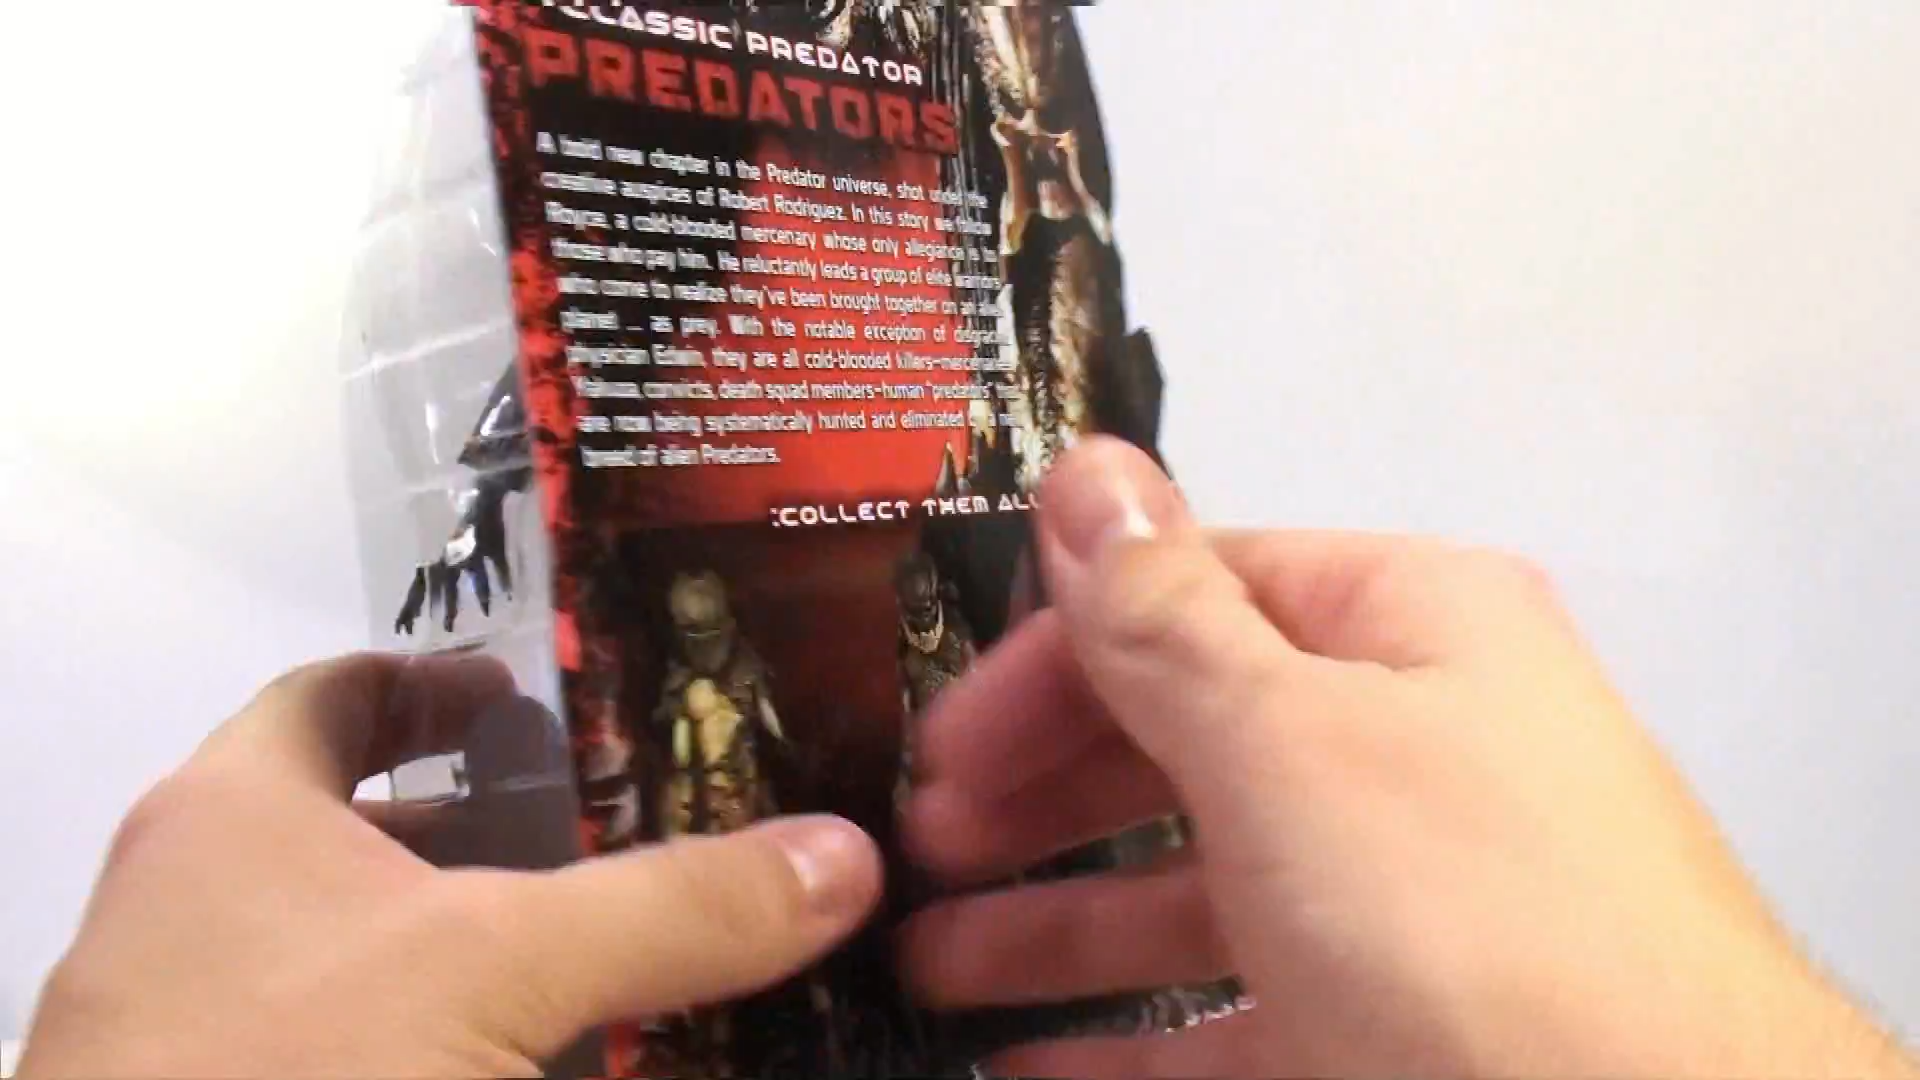 CLASSIC PREDATOR
PREDATORS
A bold new chapter in the Predator universe, shot under the
creative auspices of Robert Rodriguez. In this story we follow
Royce, a cold-blooded mercenary whose only allegiance is to
those who pay him. He reluctantly leads a group of elite warriors
who come to realize they've been brought together on an alien
planet ... as prey. With the notable exception of
physician Edwin, they are all cold-blooded killers-
Yakuza, convicts, death squad members-human "predators" that
are now being systematically hunted and eliminated by a
breed of alien Predators.
:COLLECT THEM ALL